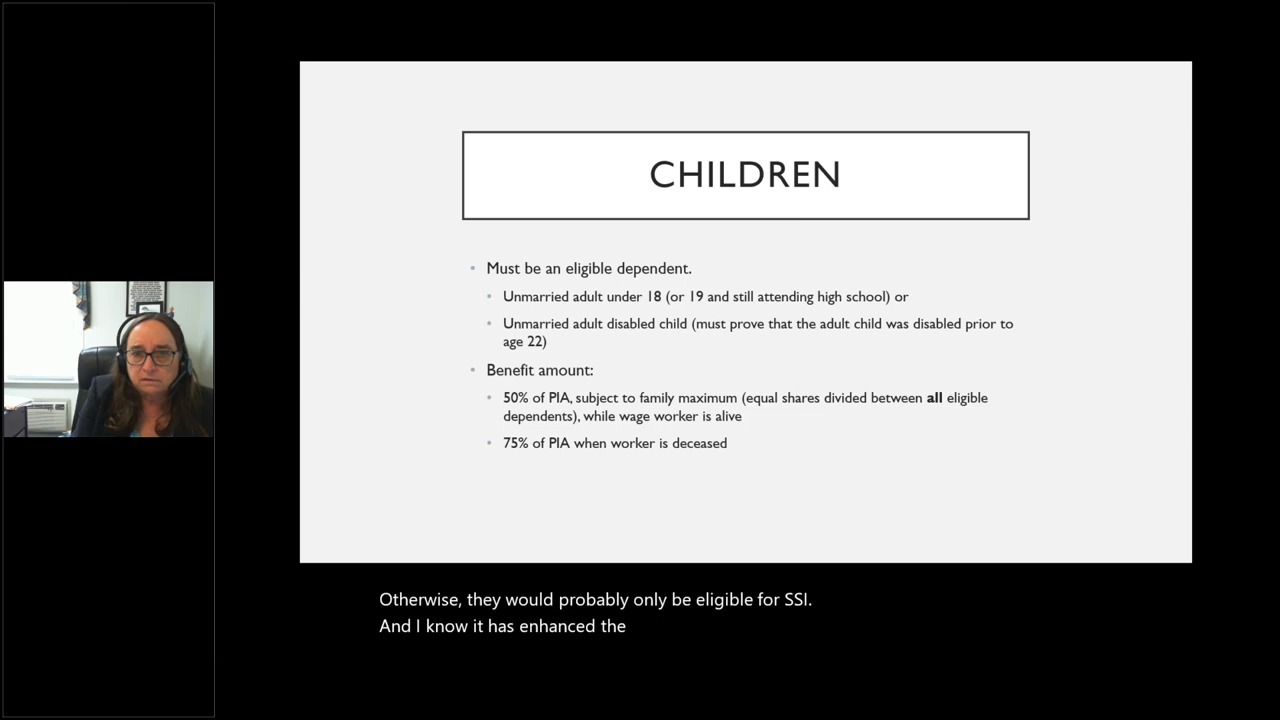 CHILDREN
• Must be an eligible dependent.
• Unmarried adult under 18 (or 19 and still attending high school) or
• Unmarried adult disabled child (must prove that the adult child was disabled prior to
age 22)
• Benefit amount:
• 50% of PIA, subject to family maximum (equal shares divided between all eligible
dependents), while wage worker is alive
• 75% of PIA when worker is deceased
Otherwise, they would probably only be eligible for SSI.
And I know it has enhanced the